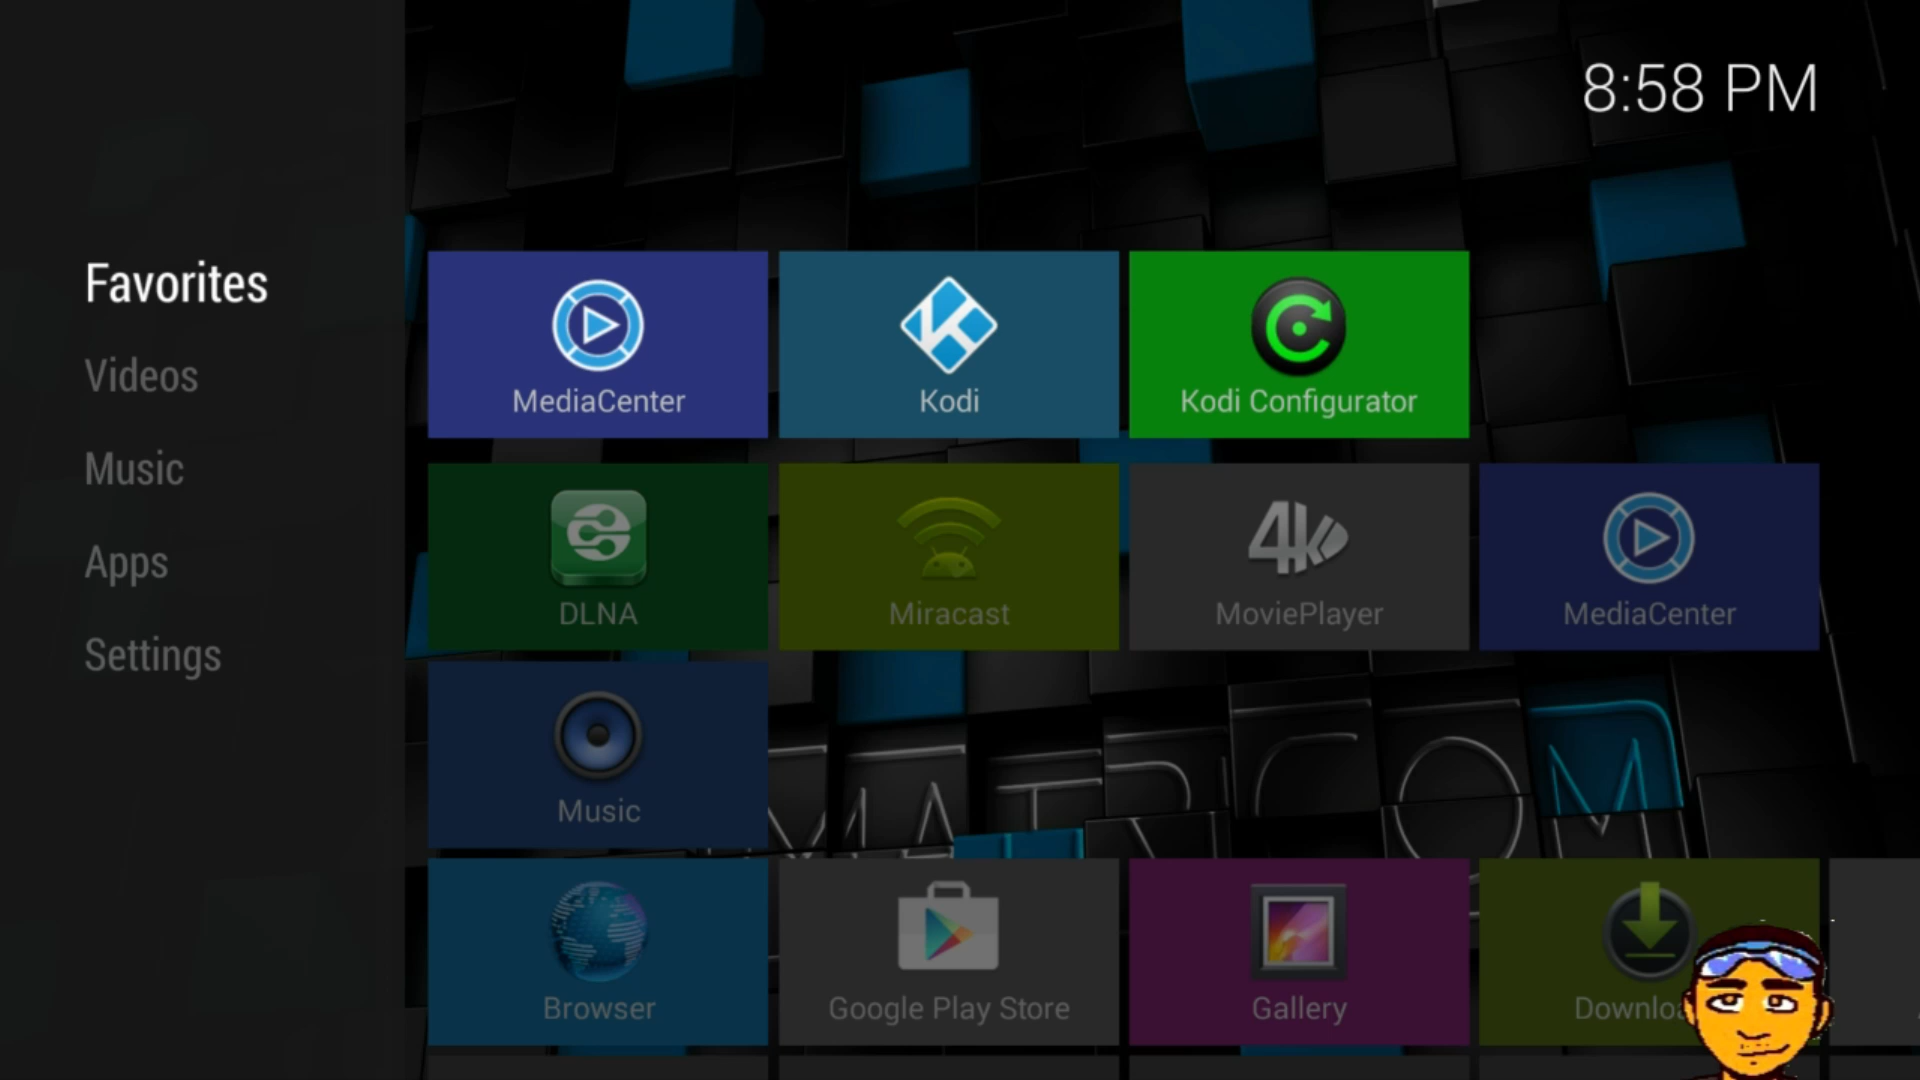 8:58 PM
Favorites
Videos
Music
Apps
Settings
MediaCenter
Kodi
Kodi Configurator
DLNA
Miracast
4K
MoviePlayer
MediaCenter
Music
MATRICOM
Browser
Google Play Store
Gallery